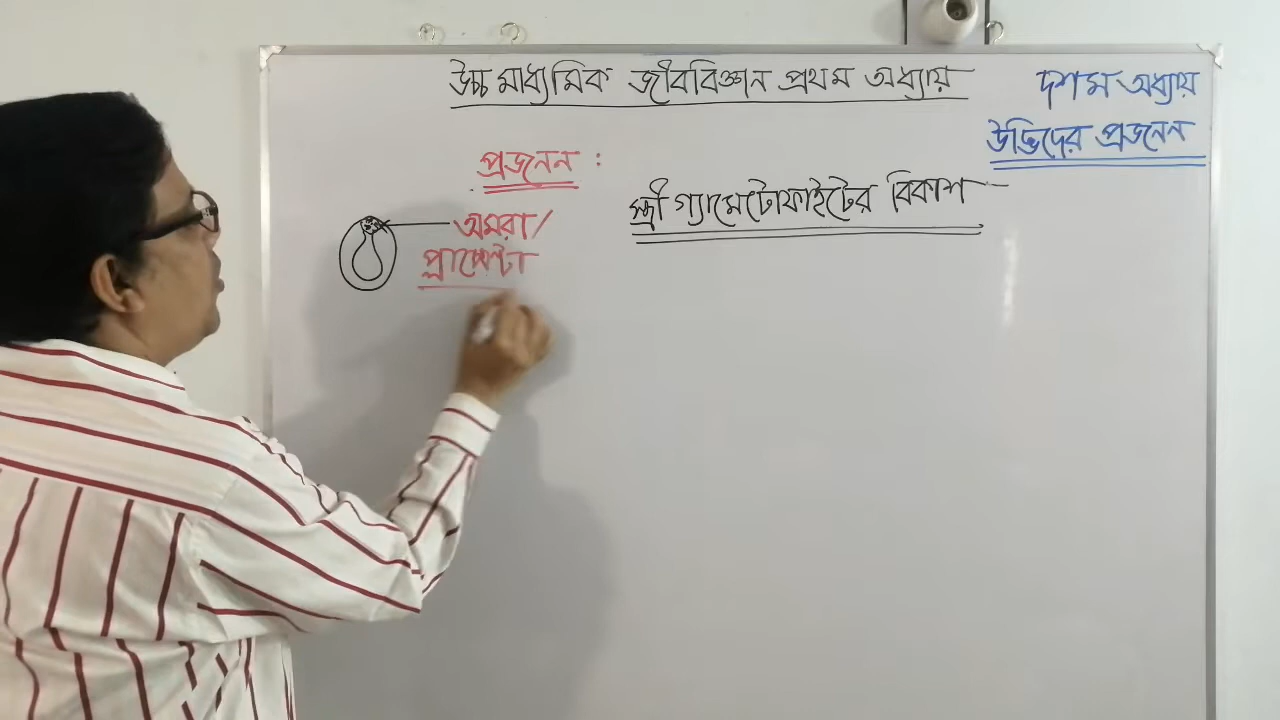 উচ্চ মাধ্যমিক জীববিজ্ঞান প্রথম অধ্যায়
দশম অধ্যায়
উদ্ভিদের প্রজনন
প্রজনন :
স্ত্রী গ্যামেটোফাইটের বিকাশ
অমরা/
প্লাসেন্টা